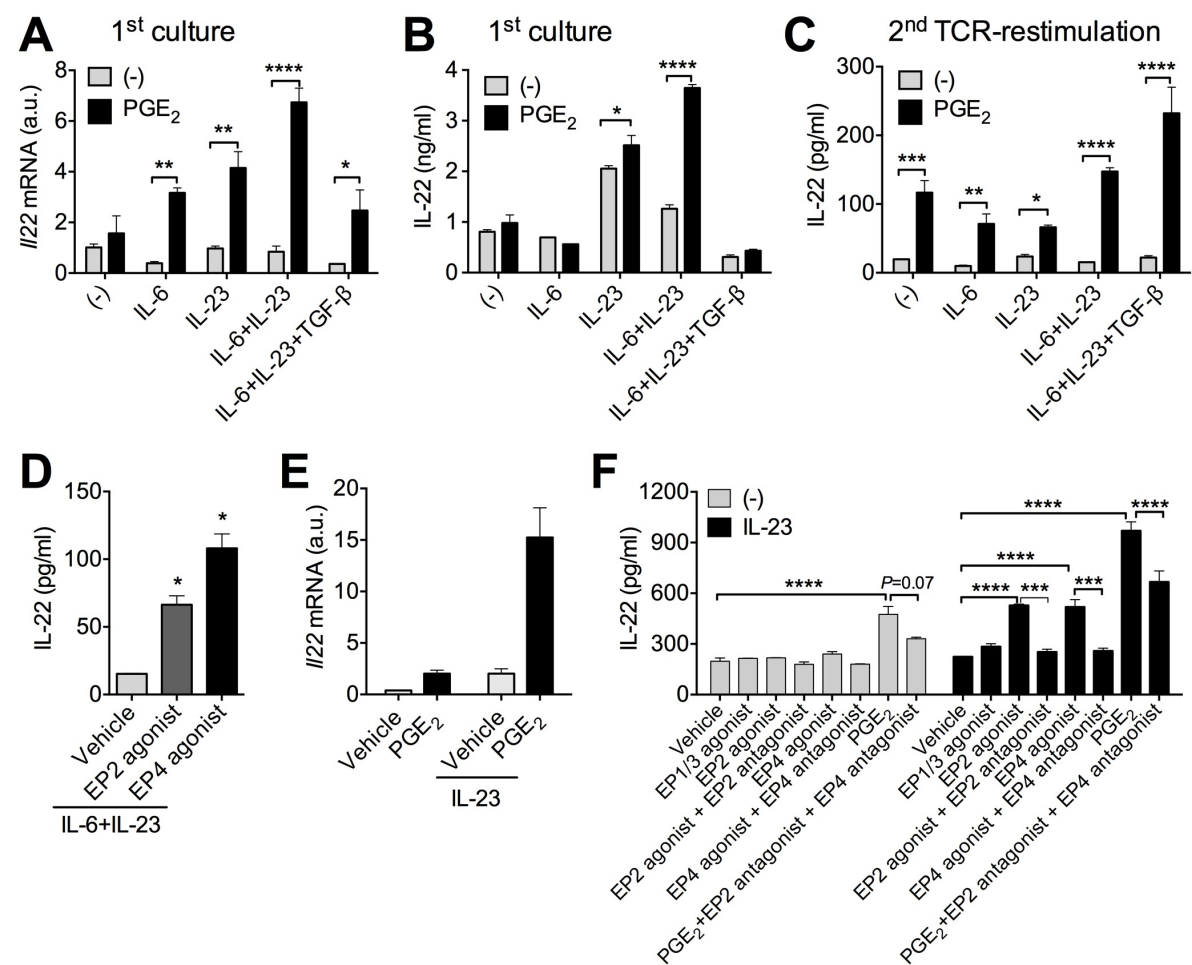 A 1st culture
8
6
4
2
0
Il22 mRNA (a.u.)
(-)
PGE2
** ** **** *
(-) IL-6 IL-23 IL-6+IL-23 IL-6+IL-23+TGF-β
B 1st culture
4
3
2
1
0
IL-22 (ng/ml)
(-)
PGE2
* ****
(-) IL-6 IL-23 IL-6+IL-23 IL-6+IL-23+TGF-β
C 2nd TCR-restimulation
300
200
100
0
IL-22 (pg/ml)
(-)
PGE2
*** ** * **** ****
(-) IL-6 IL-23 IL-6+IL-23 IL-6+IL-23+TGF-β
D
150
100
50
0
IL-22 (pg/ml)
* *
Vehicle EP2 agonist EP4 agonist
IL-6+IL-23
E
20
15
10
5
0
Il22 mRNA (a.u.)
Vehicle PGE2 Vehicle PGE2
IL-23
F
1200
900
600
300
0
IL-22 (pg/ml)
(-)
IL-23
**** P=0.07
**** ****
****
**** *** ***
Vehicle
EP1/3 agonist
EP2 agonist
EP2 agonist + EP2 antagonist
EP4 agonist
EP4 agonist + EP4 antagonist
PGE2
PGE2+EP2 antagonist + EP4 antagonist
Vehicle
EP1/3 agonist
EP2 agonist
EP2 agonist + EP2 antagonist
EP4 agonist
EP4 agonist + EP4 antagonist
PGE2
PGE2+EP2 antagonist + EP4 antagonist